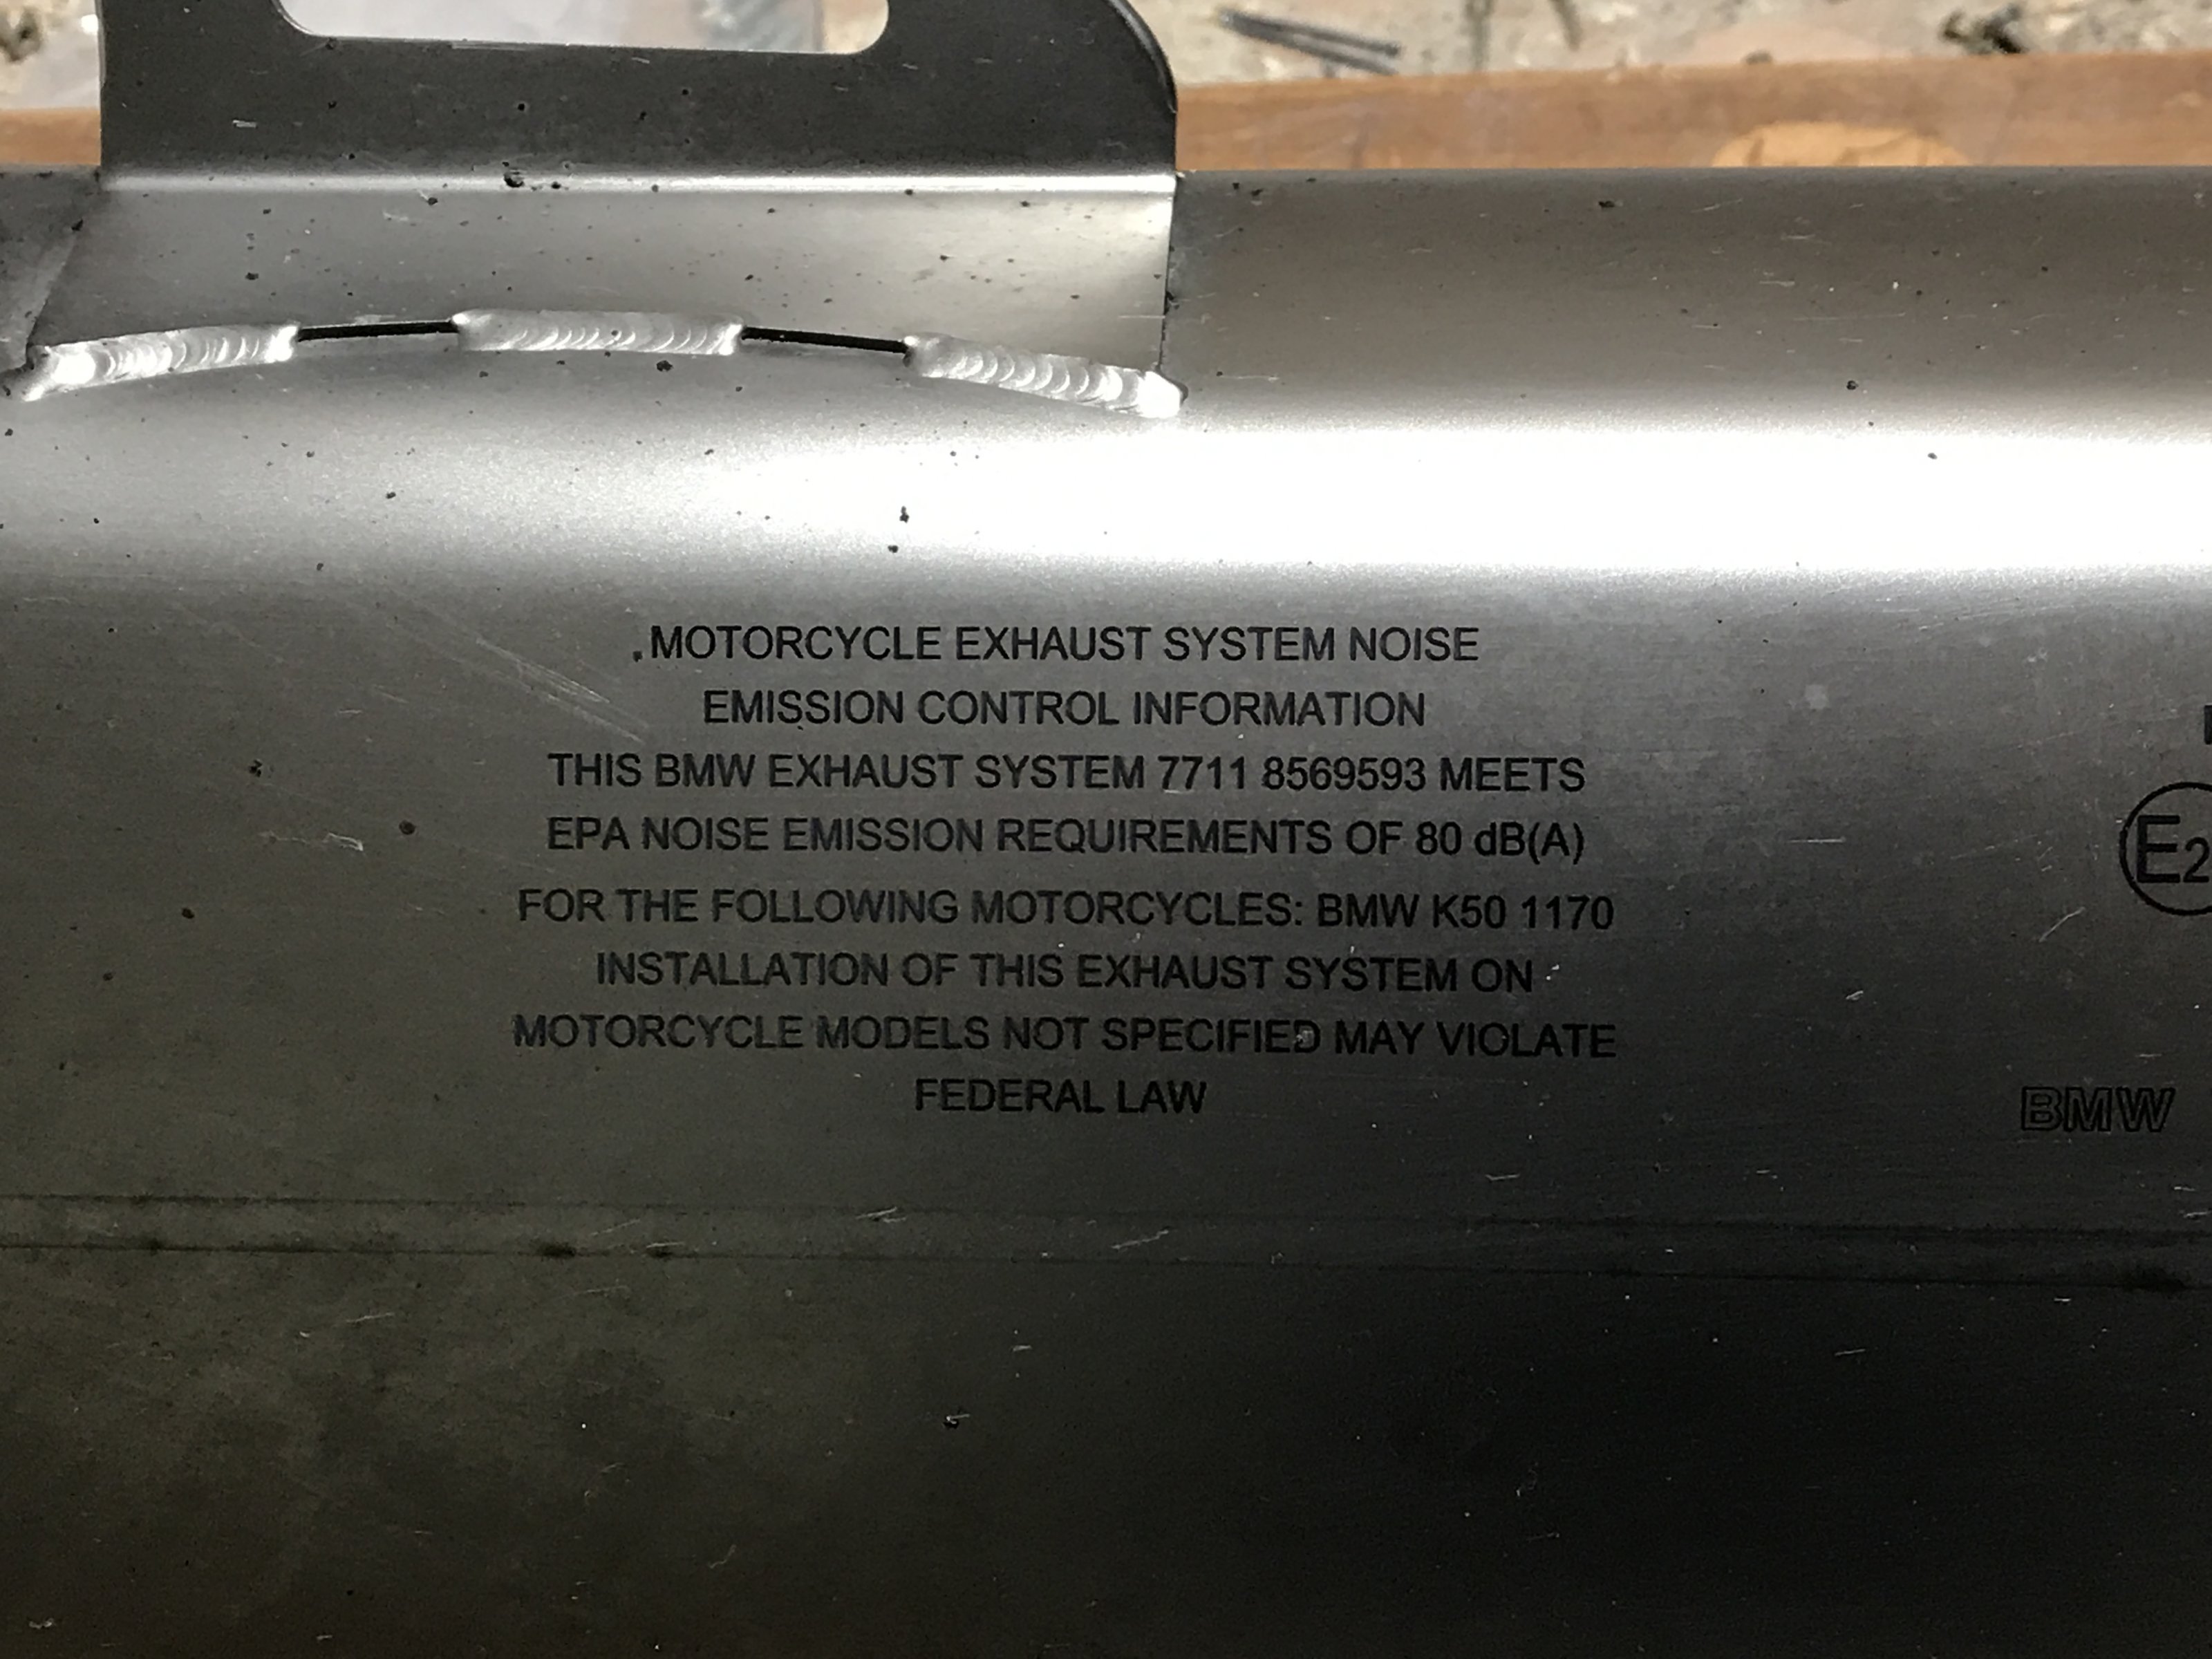 MOTORCYCLE EXHAUST SYSTEM NOISE
EMISSION CONTROL INFORMATION
THIS BMW EXHAUST SYSTEM 7711 8569593 MEETS
EPA NOISE EMISSION REQUIREMENTS OF 80 dB(A)
FOR THE FOLLOWING MOTORCYCLES: BMW K50 1170
INSTALLATION OF THIS EXHAUST SYSTEM ON
MOTORCYCLE MODELS NOT SPECIFIED MAY VIOLATE
FEDERAL LAW
E2
BMW